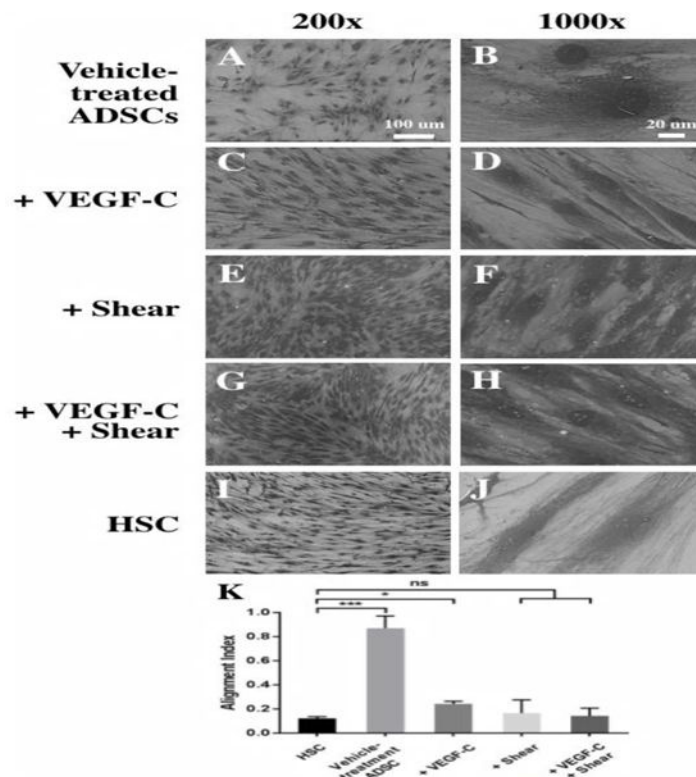 200x 1000x
Vehicle-
treated
ADSCs
A B
100 um 20 um
+ VEGF-C
C D
+ Shear
E F
+ VEGF-C
+ Shear
G H
HSC
I J
K
ns
*
***
Alignment Index
1.0
0.8
0.6
0.4
0.2
0.0
HSC
Vehicle-
treatment
ADSC
+ VEGF-C
+ Shear
+ VEGF-C
+ Shear